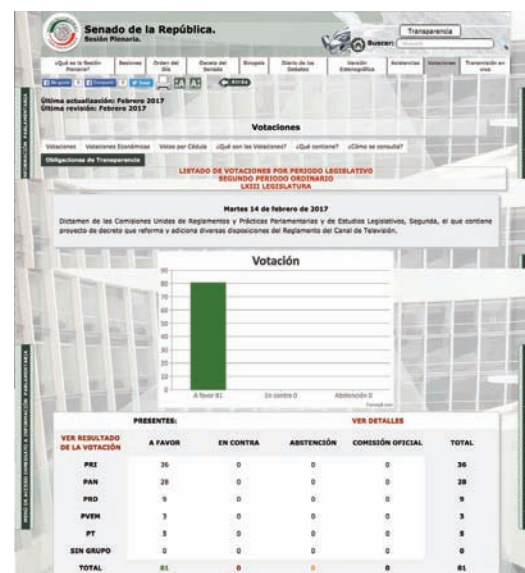 Senado de la República.
Sesión Plenaria.
Transparencia
Buscar:
¿Qué es la Sesión Plenaria?
Sesiones
Orden del Día
Gaceta del Senado
Sinopsis
Diario de los Debates
Versión Estenográfica
Asistencias
Votaciones
Transmisión en vivo
Última actualización: Febrero 2017
Última revisión: Febrero 2017
Votaciones
Votaciones
Votaciones Económicas
Votos por Cédula
¿Qué son las Votaciones?
¿Qué contiene?
¿Cómo se consulta?
Obligaciones de Transparencia
LISTADO DE VOTACIONES POR PERIODO LEGISLATIVO
SEGUNDO PERIODO ORDINARIO
LXIII LEGISLATURA
Martes 14 de febrero de 2017
Dictamen de las Comisiones Unidas de Reglamentos y Prácticas Parlamentarias y de Estudios Legislativos, Segunda, el que contiene
proyecto de decreto que reforma y adiciona diversas disposiciones del Reglamento del Canal de Televisión.
Votación
90
80
70
60
50
40
30
20
10
0
A favor 81
En contra 0
Abstención 0
PRESENTES:
VER DETALLES
VER RESULTADO DE LA VOTACIÓN
A FAVOR
EN CONTRA
ABSTENCIÓN
COMISIÓN OFICIAL
TOTAL
PRI 36 0 0 0 36
PAN 28 0 0 0 28
PRD 9 0 0 0 9
PVEM 3 0 0 0 3
PT 5 0 0 0 5
SIN GRUPO 0 0 0 0 0
TOTAL 81 0 0 0 81
MENÚ DE ACCESO INMEDIATO A INFORMACIÓN PARLAMENTARIA